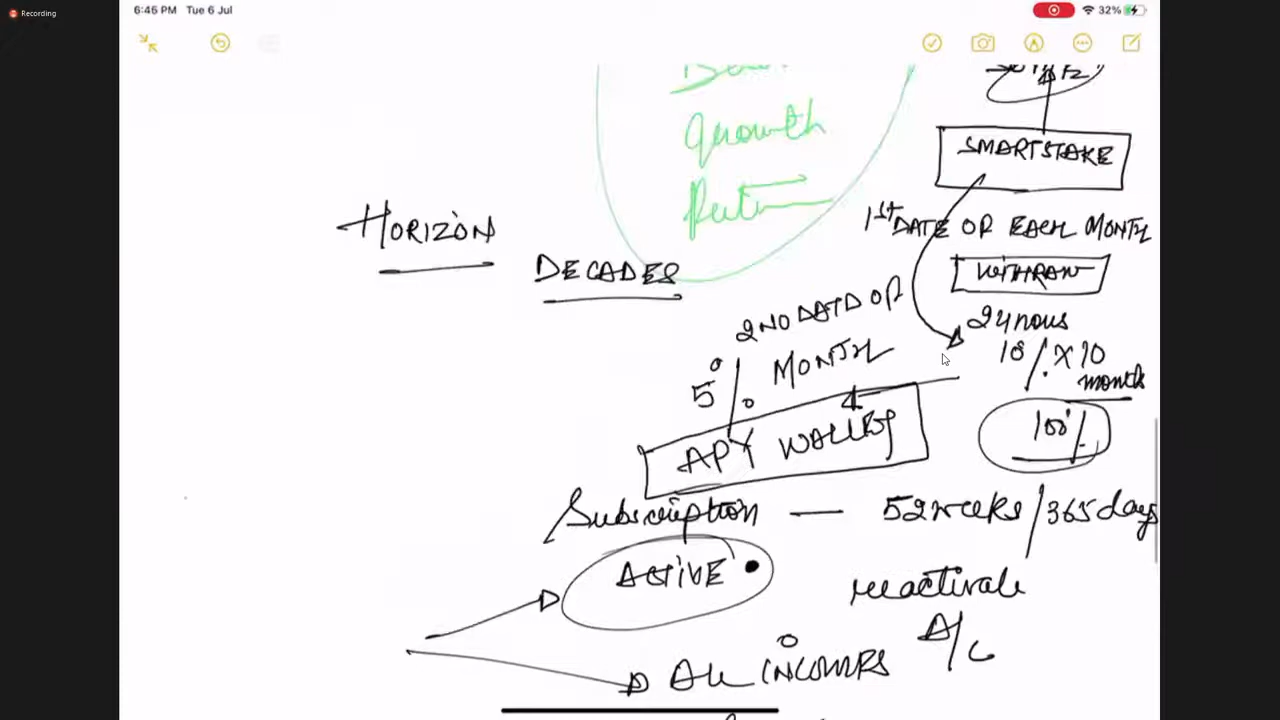 Recording
6:46 PM Tue 6 Jul
32%
growth
SMARTSTAKE
HORIZON
1st DATE OF EACH MONTH
DECADES
WITHRAW
2ND DATD OF
MONTH
24 hours
10% X 10
month
5%
APY WALLET
100%
Subscription — 52 weeks / 365 days
ACTIVE
reactivate
A/C
All INCOMES